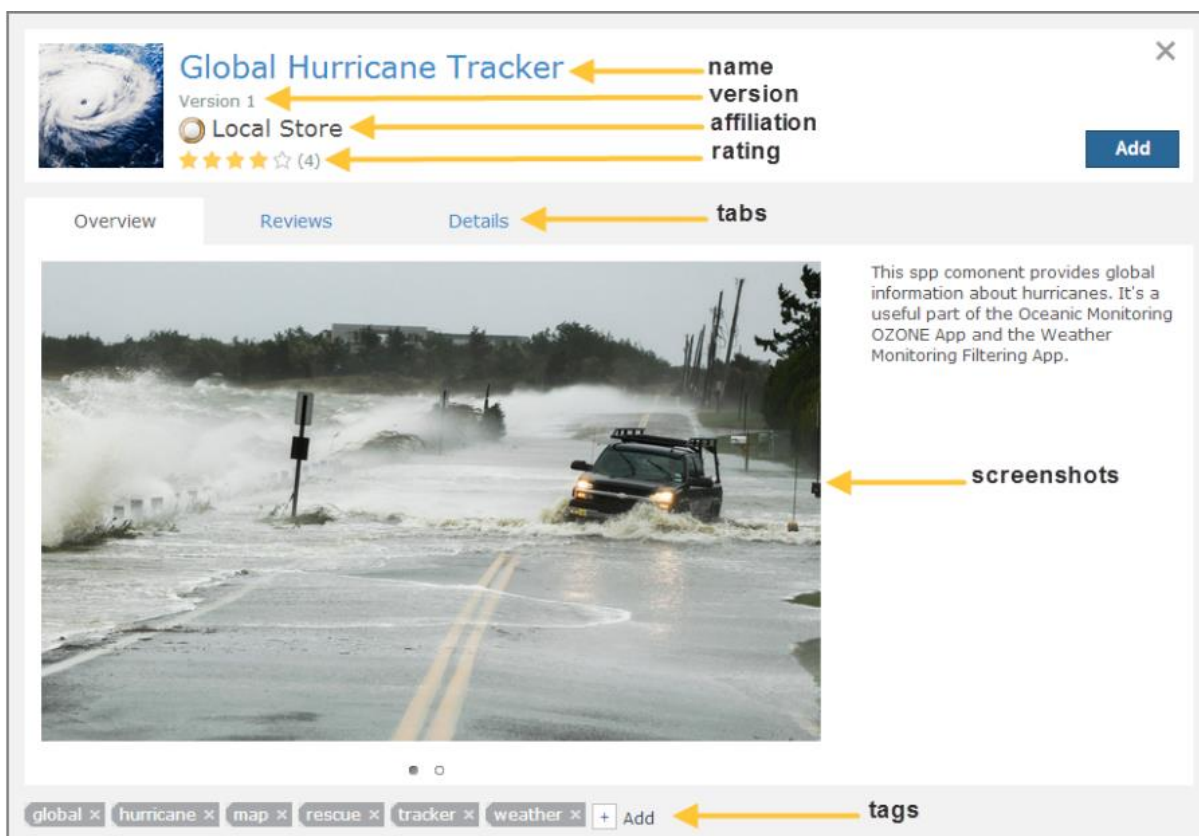 Global Hurricane Tracker name
Version 1 version
Local Store affiliation
(4) rating
Add
Overview Reviews Details tabs
This spp comonent provides global
information about hurricanes. It's a
useful part of the Oceanic Monitoring
OZONE App and the Weather
Monitoring Filtering App.
screenshots
global × hurricane × map × rescue × tracker × weather × + Add tags